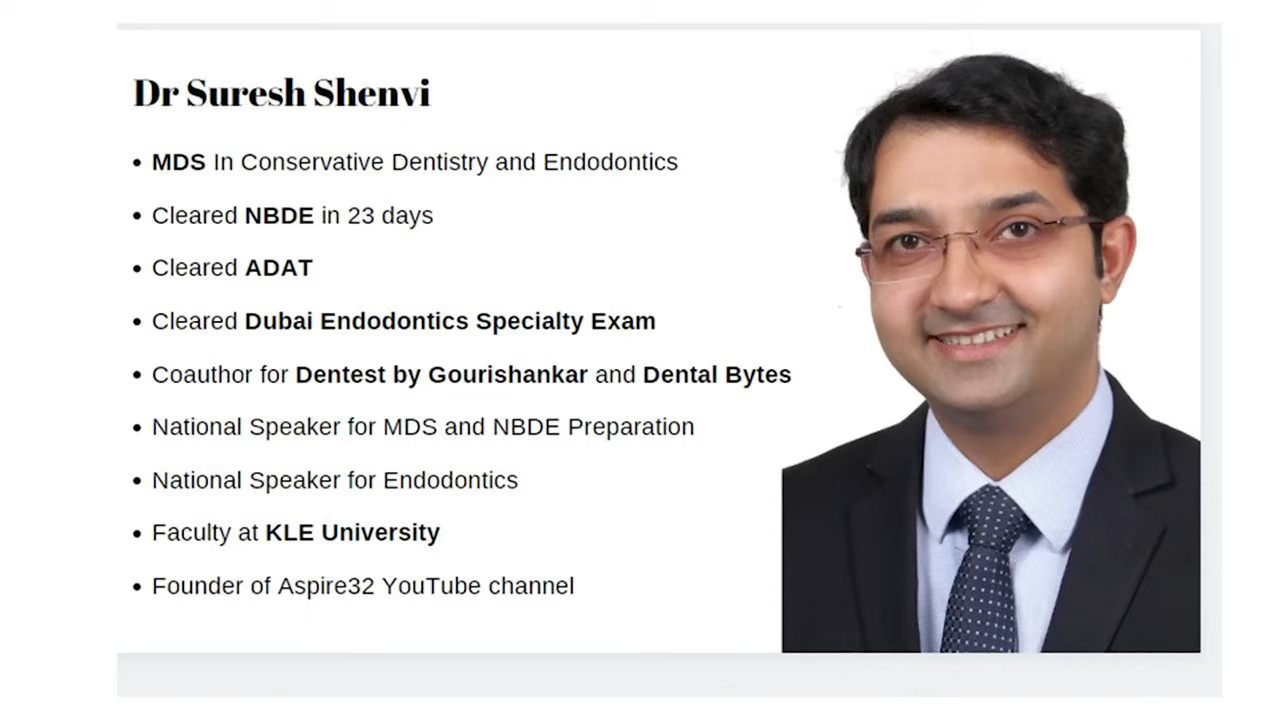 Dr Suresh Shenvi
• MDS In Conservative Dentistry and Endodontics
• Cleared NBDE in 23 days
• Cleared ADAT
• Cleared Dubai Endodontics Specialty Exam
• Coauthor for Dentest by Gourishankar and Dental Bytes
• National Speaker for MDS and NBDE Preparation
• National Speaker for Endodontics
• Faculty at KLE University
• Founder of Aspire32 YouTube channel